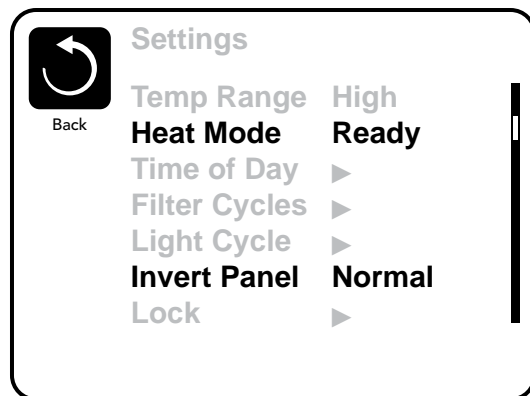 Settings
Back
Temp Range High
Heat Mode Ready
Time of Day ▶
Filter Cycles ▶
Light Cycle ▶
Invert Panel Normal
Lock ▶